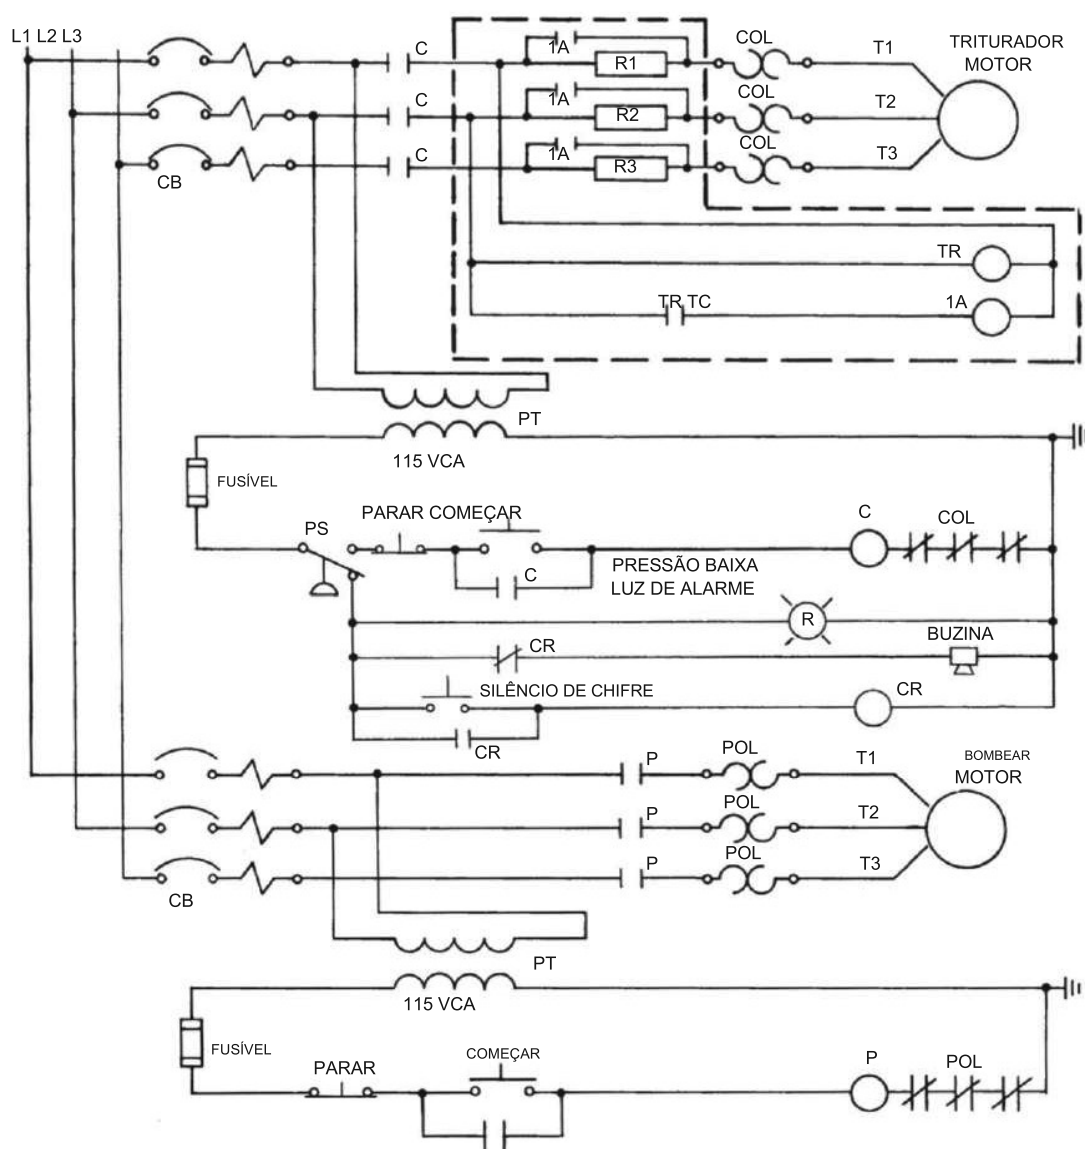 L1 L2 L3
C
1A
R1
COL
T1
TRITURADOR
MOTOR
C
1A
R2
COL
T2
C
1A
R3
COL
T3
CB
TR
TR TC
1A
PT
115 VCA
FUSÍVEL
PS
PARAR COMEÇAR
C
COL
C
PRESSÃO BAIXA
LUZ DE ALARME
R
CR
BUZINA
SILÊNCIO DE CHIFRE
CR
CR
P
POL
T1
BOMBEAR
MOTOR
P
POL
T2
P
POL
T3
CB
PT
115 VCA
FUSÍVEL
PARAR
COMEÇAR
P
POL